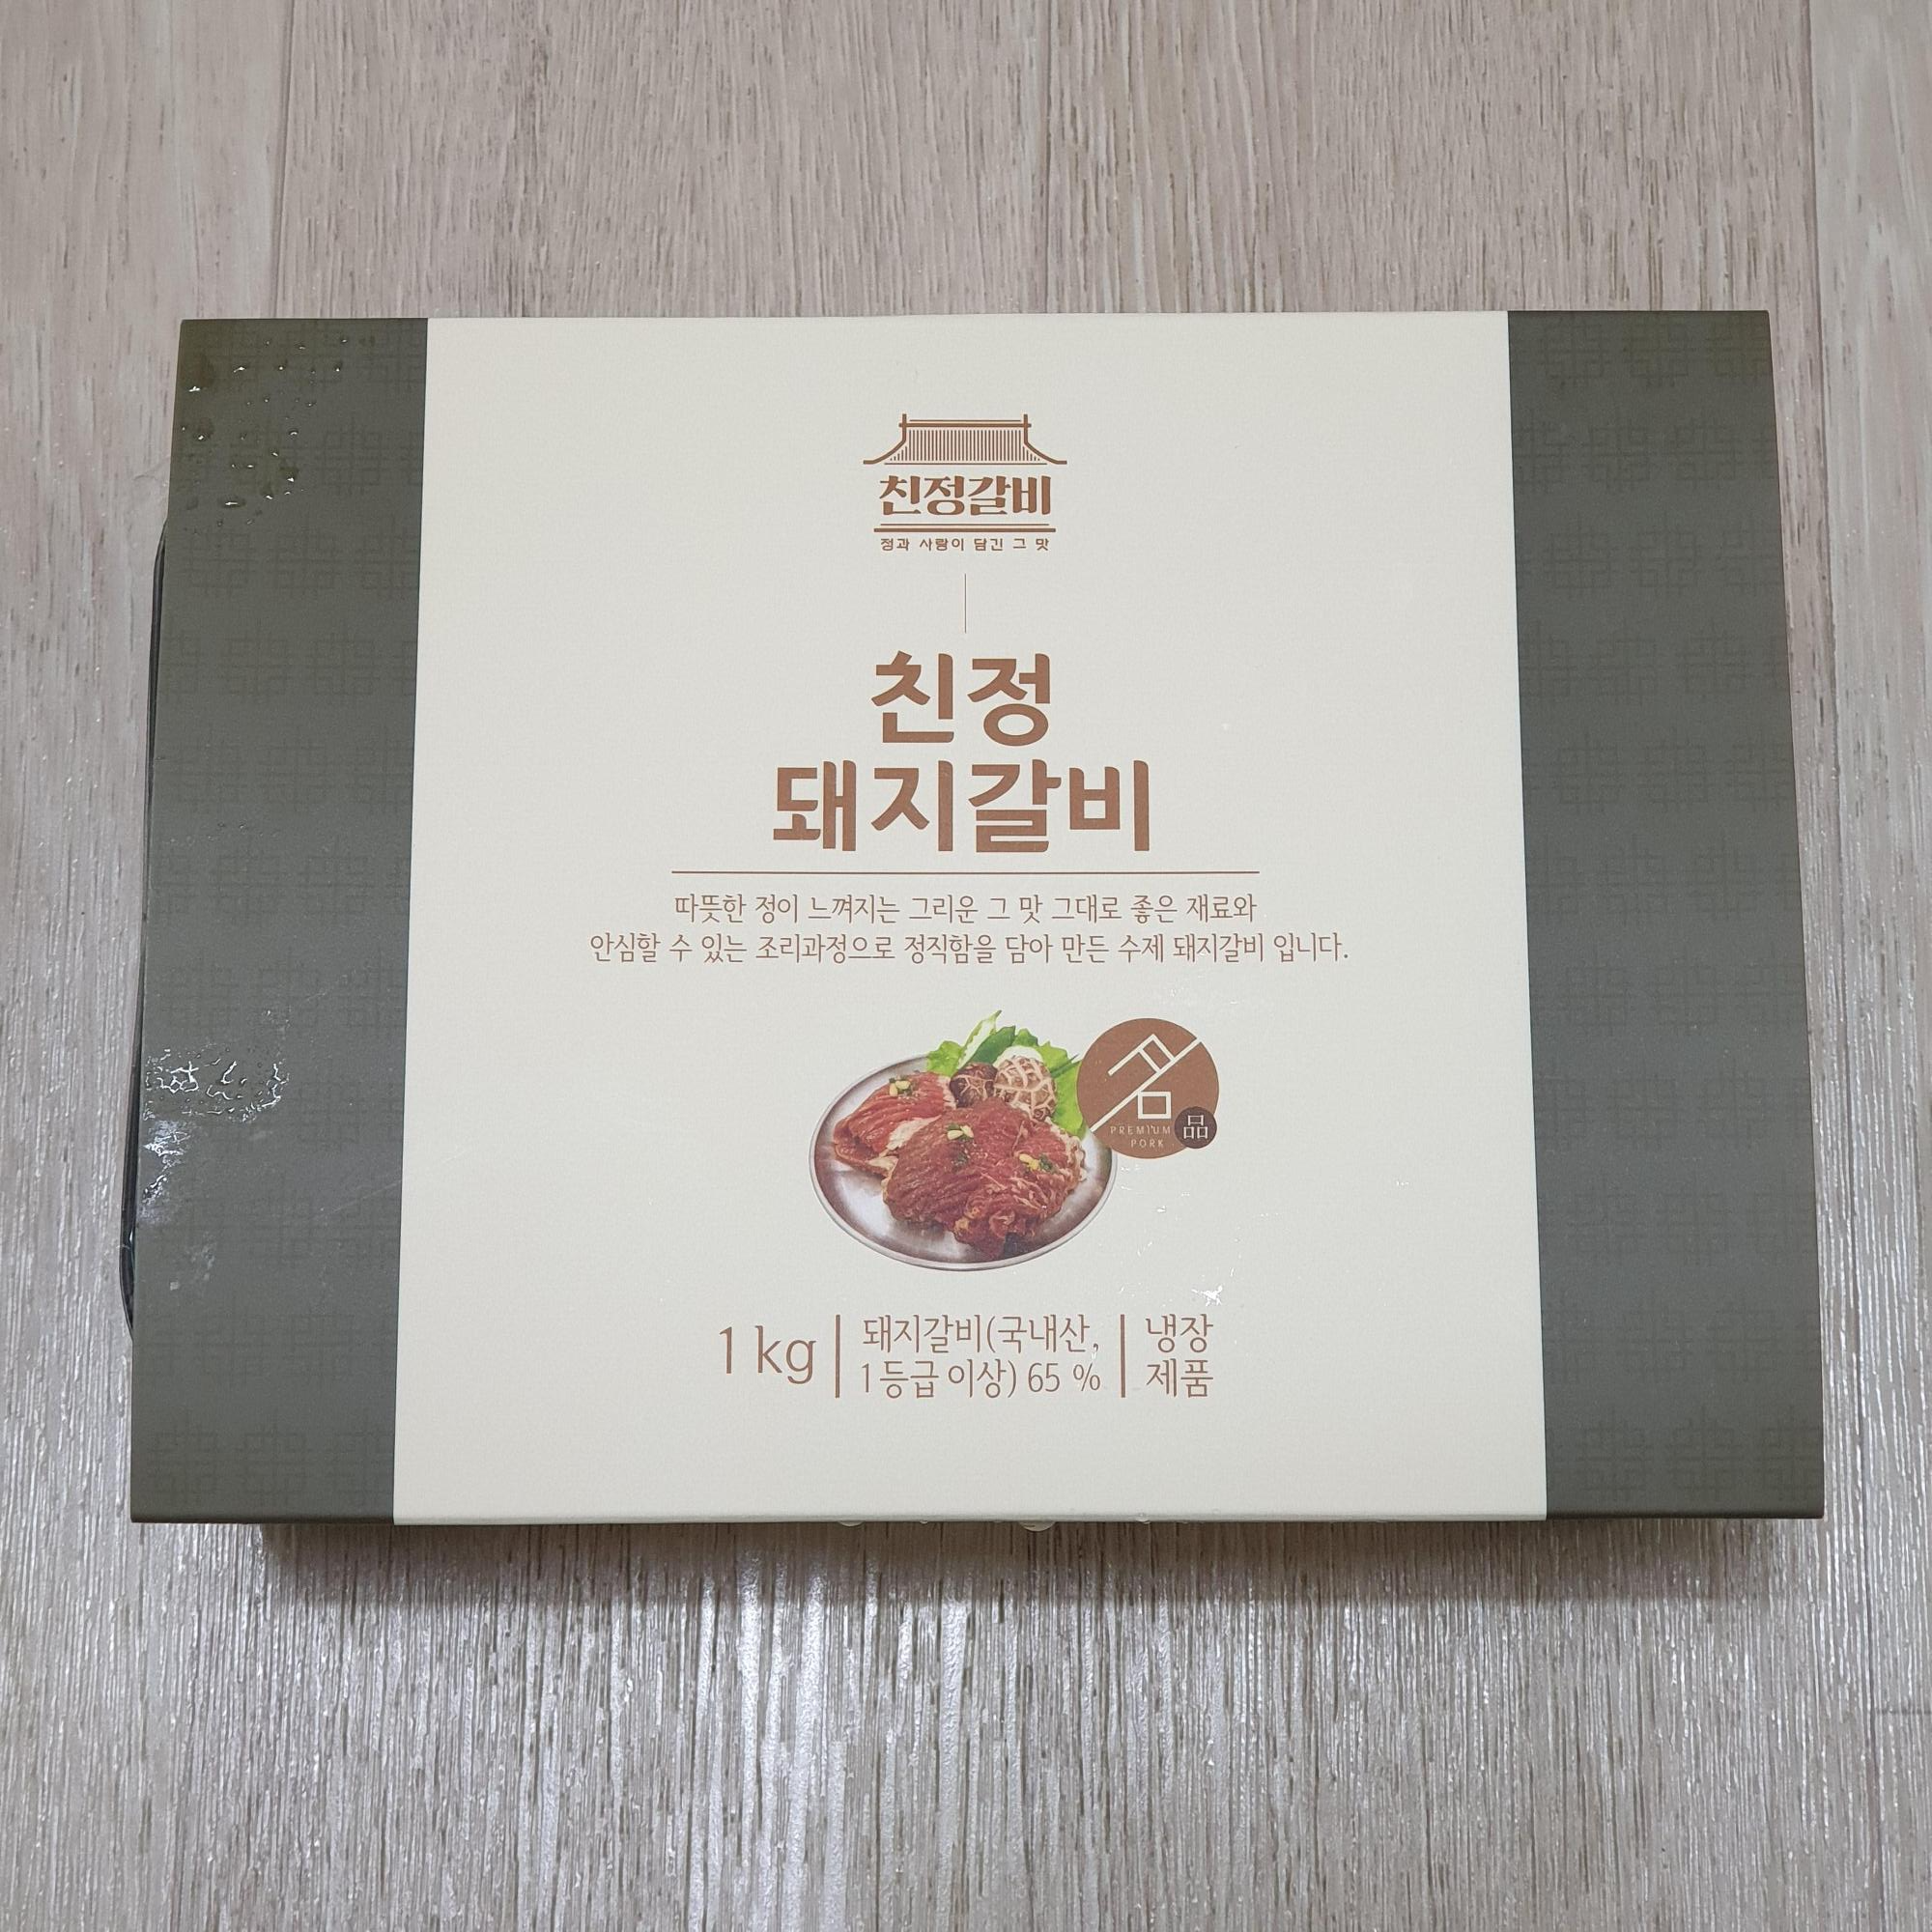 친정갈비
정과 사랑이 담긴 그 맛
친정
돼지갈비
따뜻한 정이 느껴지는 그리운 그 맛 그대로 좋은 재료와
안심할 수 있는 조리과정으로 정직함을 담아 만든 수제 돼지갈비 입니다.
名
品
PREMIUM
PORK
1 kg
돼지갈비(국내산,
1등급 이상) 65 %
냉장
제품